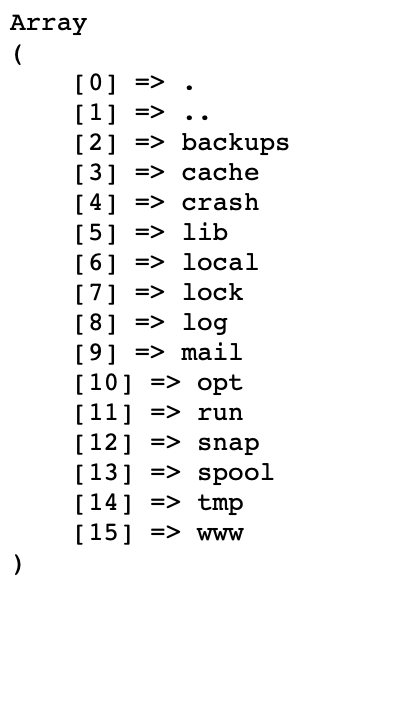 Array
(
    [0] => .
    [1] => ..
    [2] => backups
    [3] => cache
    [4] => crash
    [5] => lib
    [6] => local
    [7] => lock
    [8] => log
    [9] => mail
    [10] => opt
    [11] => run
    [12] => snap
    [13] => spool
    [14] => tmp
    [15] => www
)